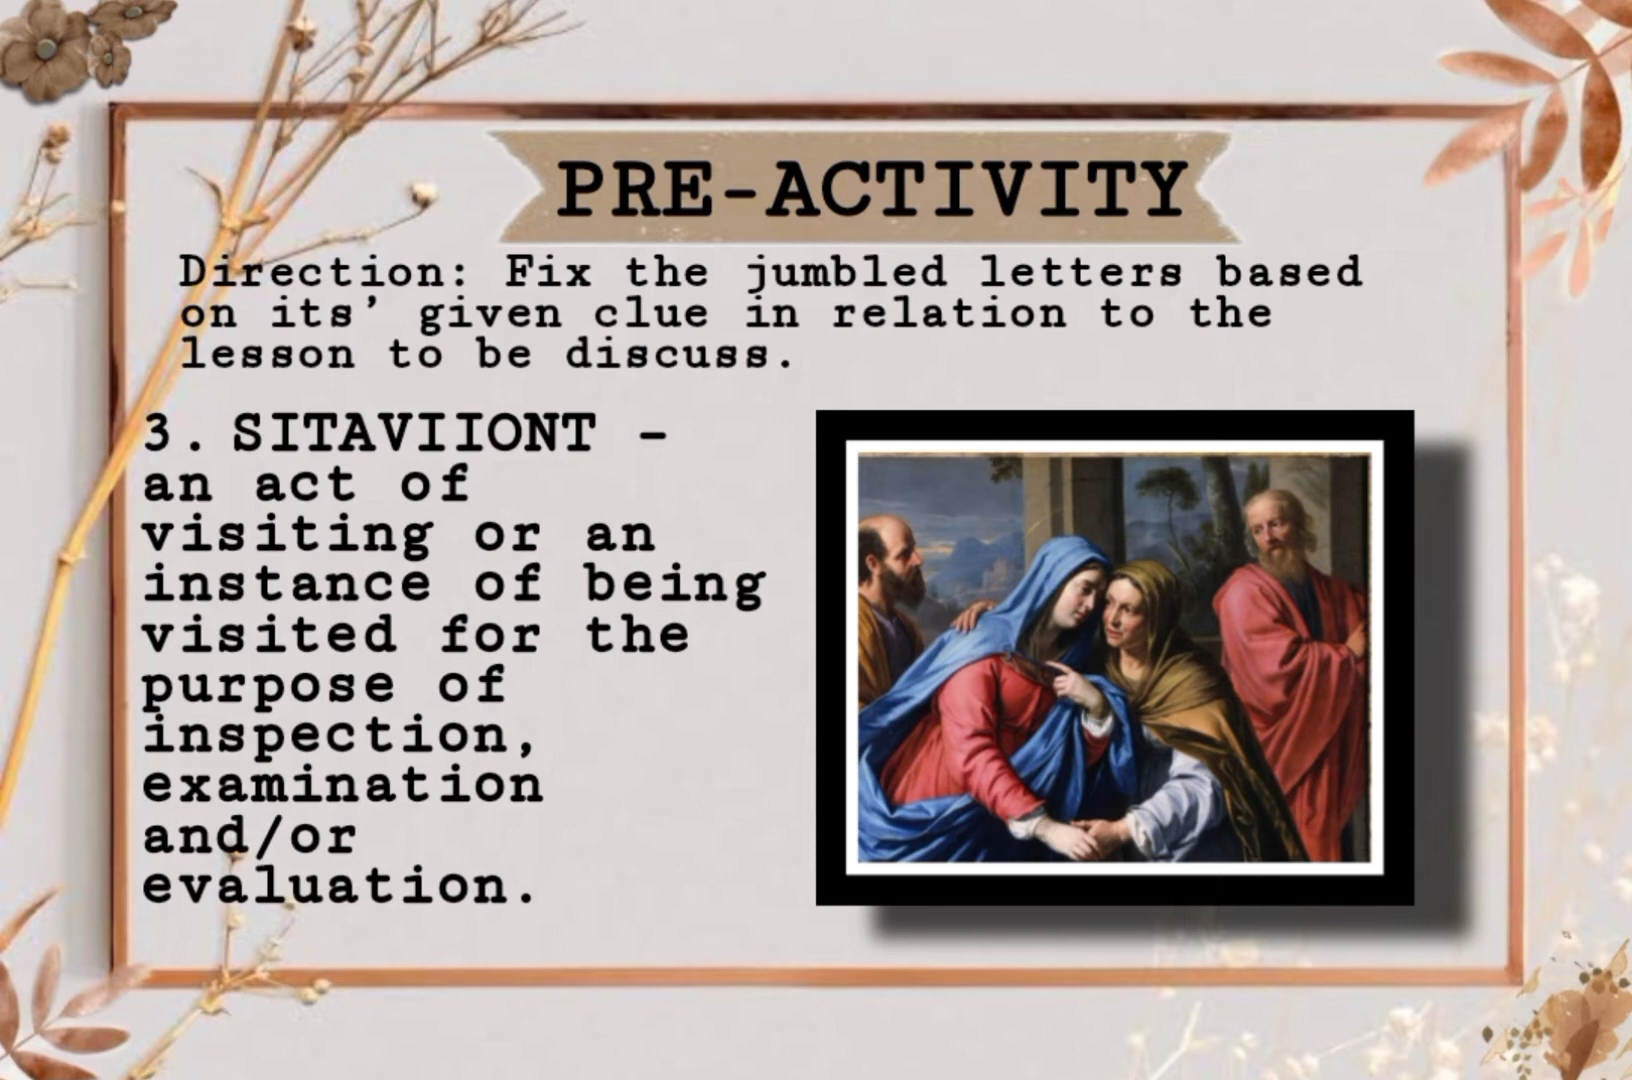 PRE-ACTIVITY
Direction: Fix the jumbled letters based
on its’ given clue in relation to the
lesson to be discuss.
3. SITAVIIONT –
an act of
visiting or an
instance of being
visited for the
purpose of
inspection,
examination
and/or
evaluation.